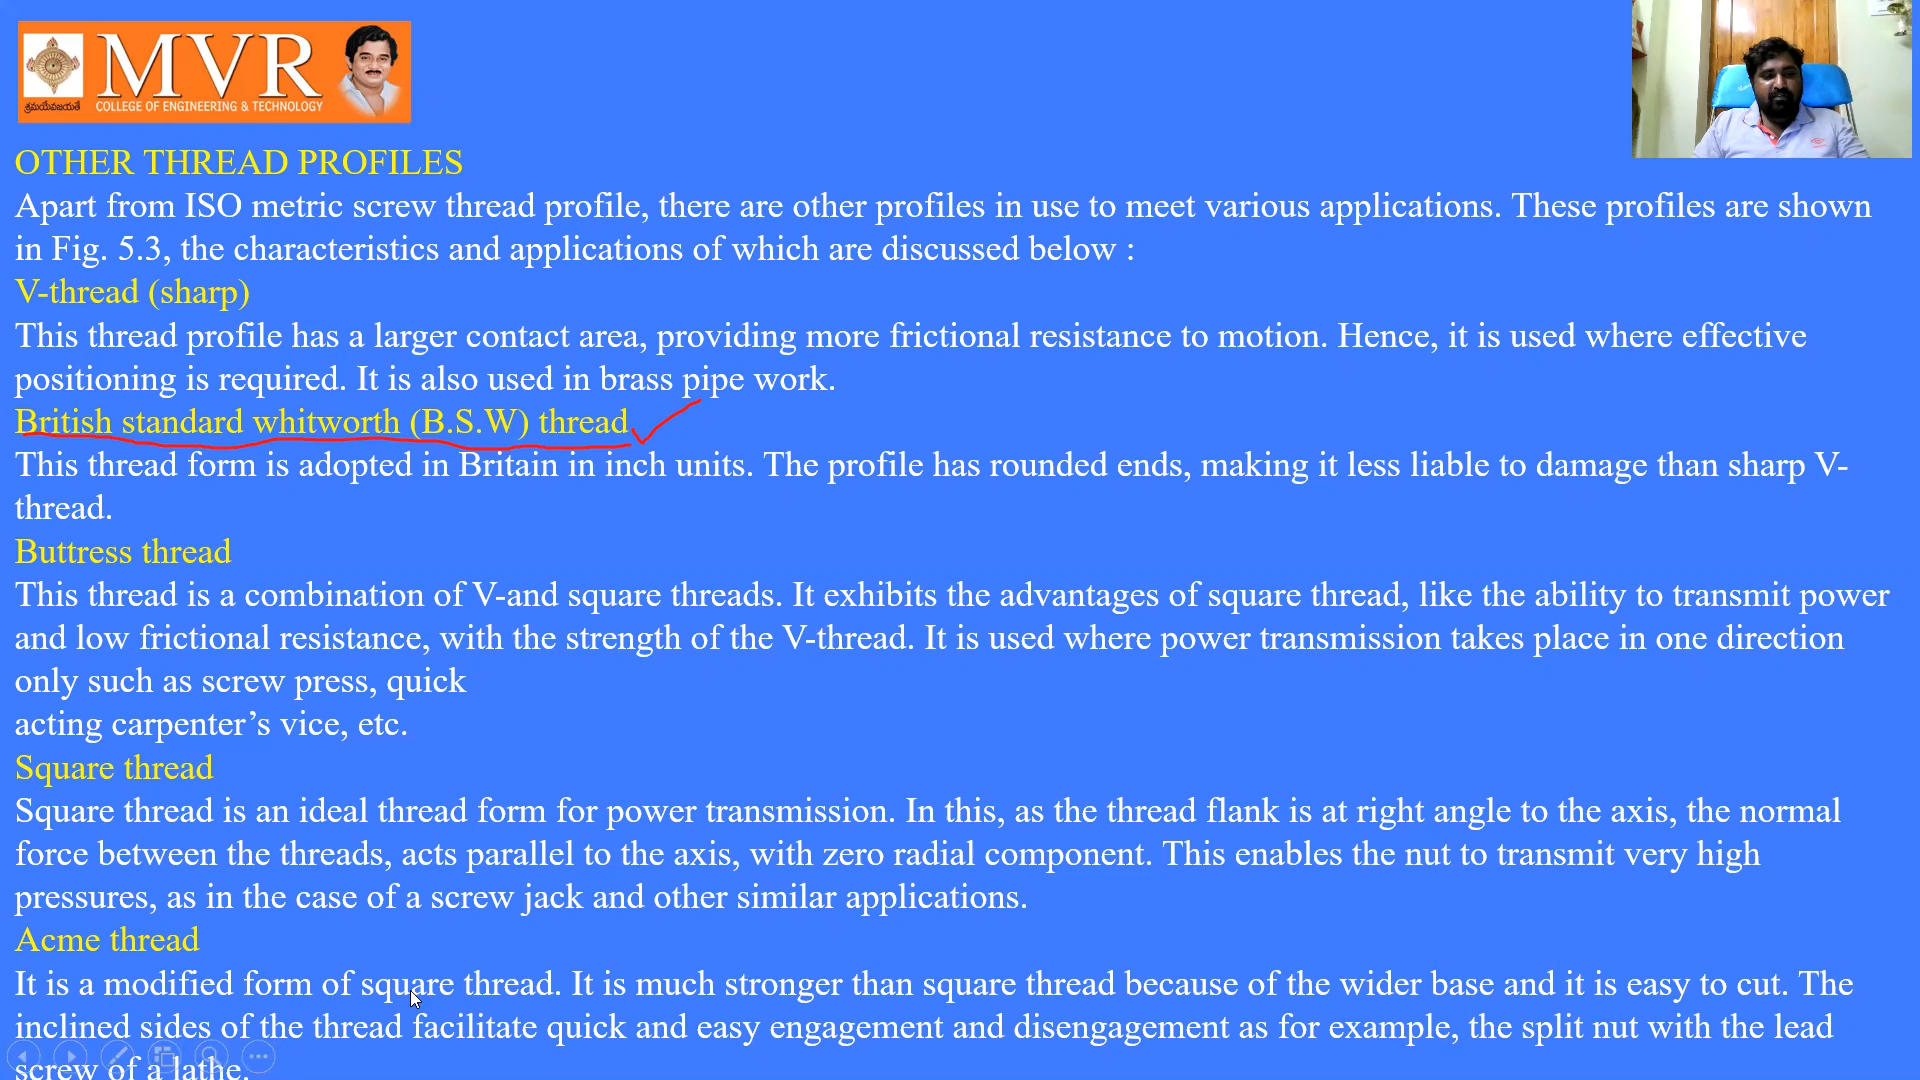 MVR
COLLEGE OF ENGINEERING & TECHNOLOGY
శ్రమయేవజయతే
OTHER THREAD PROFILES
Apart from ISO metric screw thread profile, there are other profiles in use to meet various applications. These profiles are shown
in Fig. 5.3, the characteristics and applications of which are discussed below :
V-thread (sharp)
This thread profile has a larger contact area, providing more frictional resistance to motion. Hence, it is used where effective
positioning is required. It is also used in brass pipe work.
British standard whitworth (B.S.W) thread
This thread form is adopted in Britain in inch units. The profile has rounded ends, making it less liable to damage than sharp V-
thread.
Buttress thread
This thread is a combination of V-and square threads. It exhibits the advantages of square thread, like the ability to transmit power
and low frictional resistance, with the strength of the V-thread. It is used where power transmission takes place in one direction
only such as screw press, quick
acting carpenter’s vice, etc.
Square thread
Square thread is an ideal thread form for power transmission. In this, as the thread flank is at right angle to the axis, the normal
force between the threads, acts parallel to the axis, with zero radial component. This enables the nut to transmit very high
pressures, as in the case of a screw jack and other similar applications.
Acme thread
It is a modified form of square thread. It is much stronger than square thread because of the wider base and it is easy to cut. The
inclined sides of the thread facilitate quick and easy engagement and disengagement as for example, the split nut with the lead
screw of a lathe.